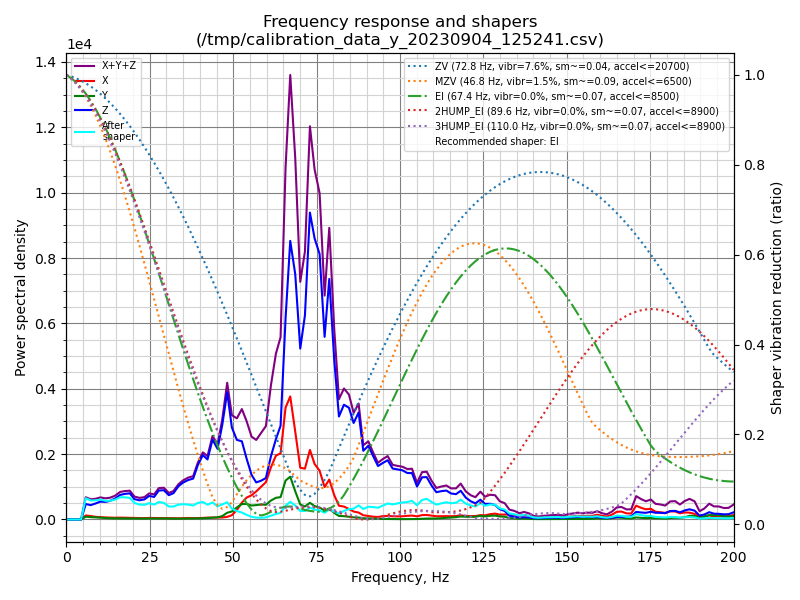 Frequency response and shapers
(/tmp/calibration_data_y_20230904_125241.csv)
1e4
X+Y+Z
X
Y
Z
After
shaper
ZV (72.8 Hz, vibr=7.6%, sm~=0.04, accel<=20700)
MZV (46.8 Hz, vibr=1.5%, sm~=0.09, accel<=6500)
EI (67.4 Hz, vibr=0.0%, sm~=0.07, accel<=8500)
2HUMP_EI (89.6 Hz, vibr=0.0%, sm~=0.07, accel<=8900)
3HUMP_EI (110.0 Hz, vibr=0.0%, sm~=0.07, accel<=8900)
Recommended shaper: EI
Power spectral density
1.4
1.2
1.0
0.8
0.6
0.4
0.2
0.0
1.0
0.8
0.6
0.4
0.2
0.0
Shaper vibration reduction (ratio)
0 25 50 75 100 125 150 175 200
Frequency, Hz